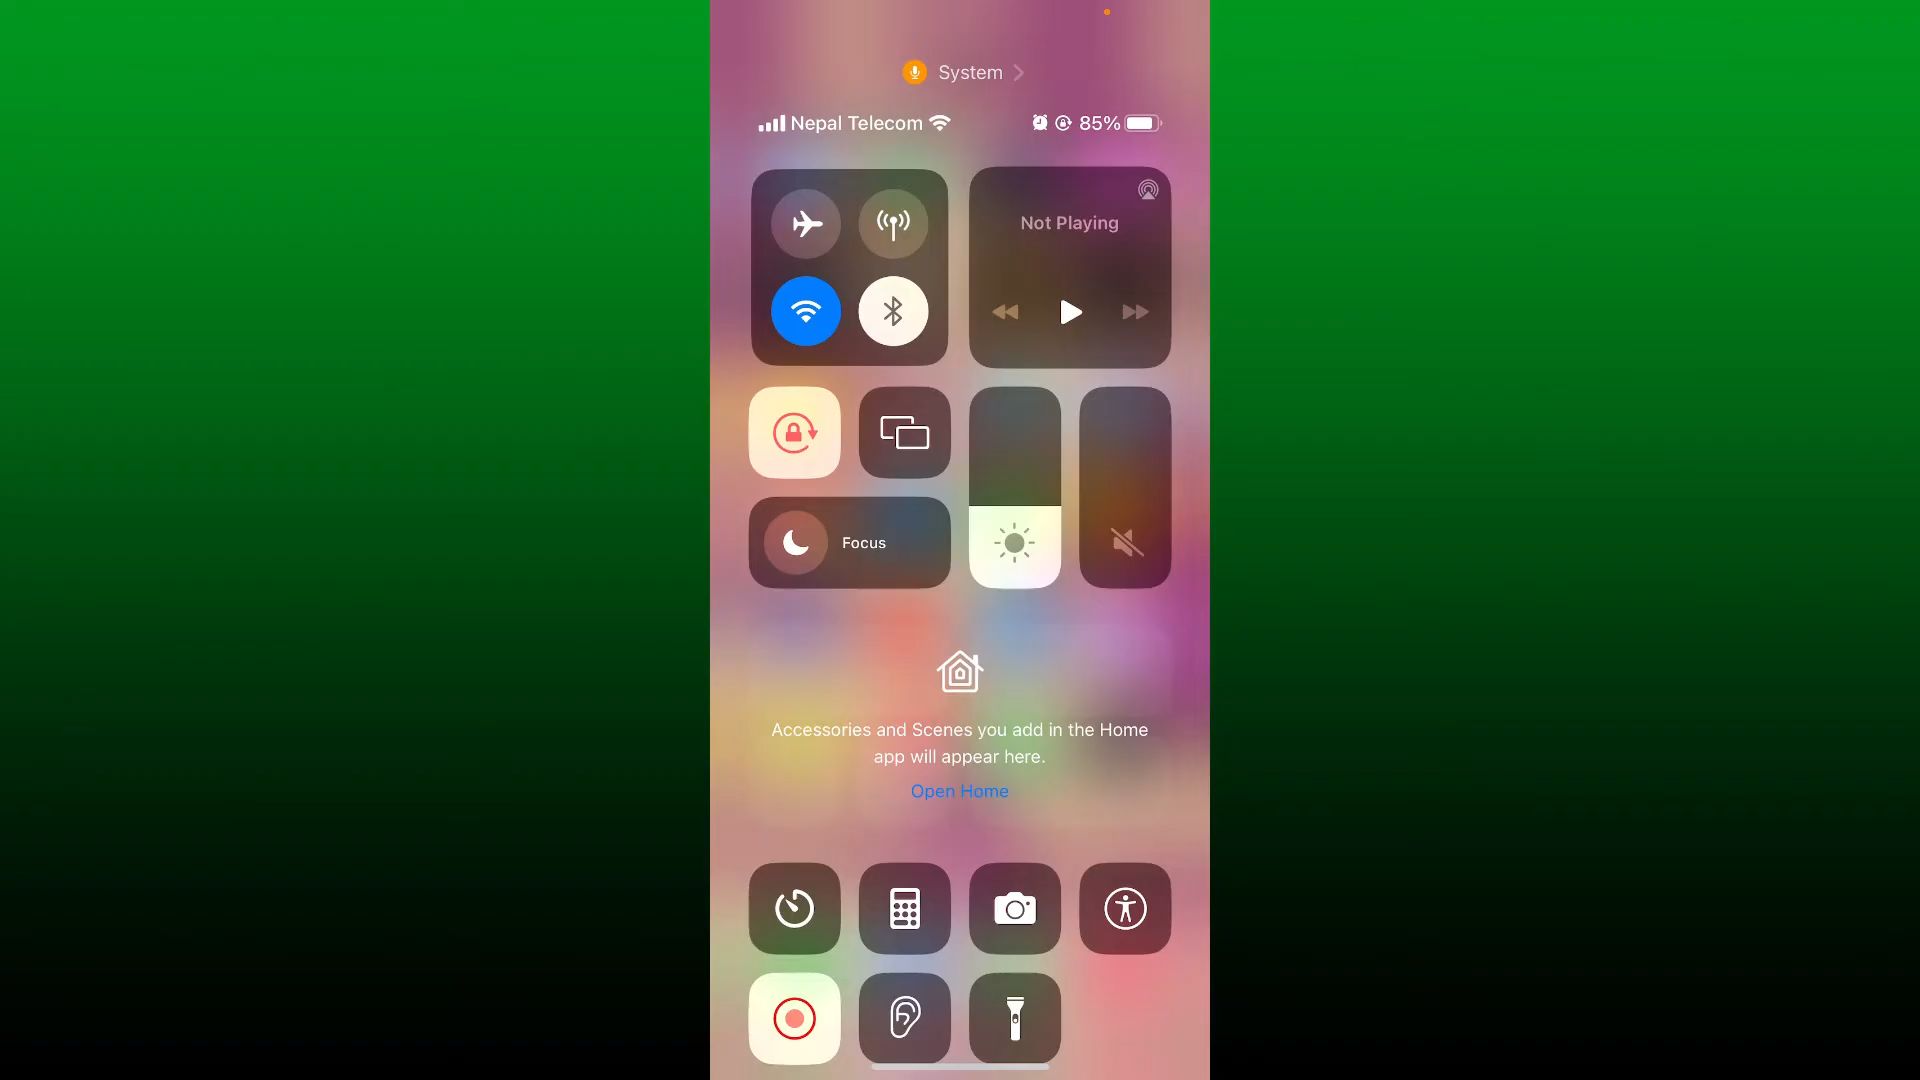 System
Nepal Telecom
85%
Not Playing
Focus
Accessories and Scenes you add in the Home
app will appear here.
Open Home